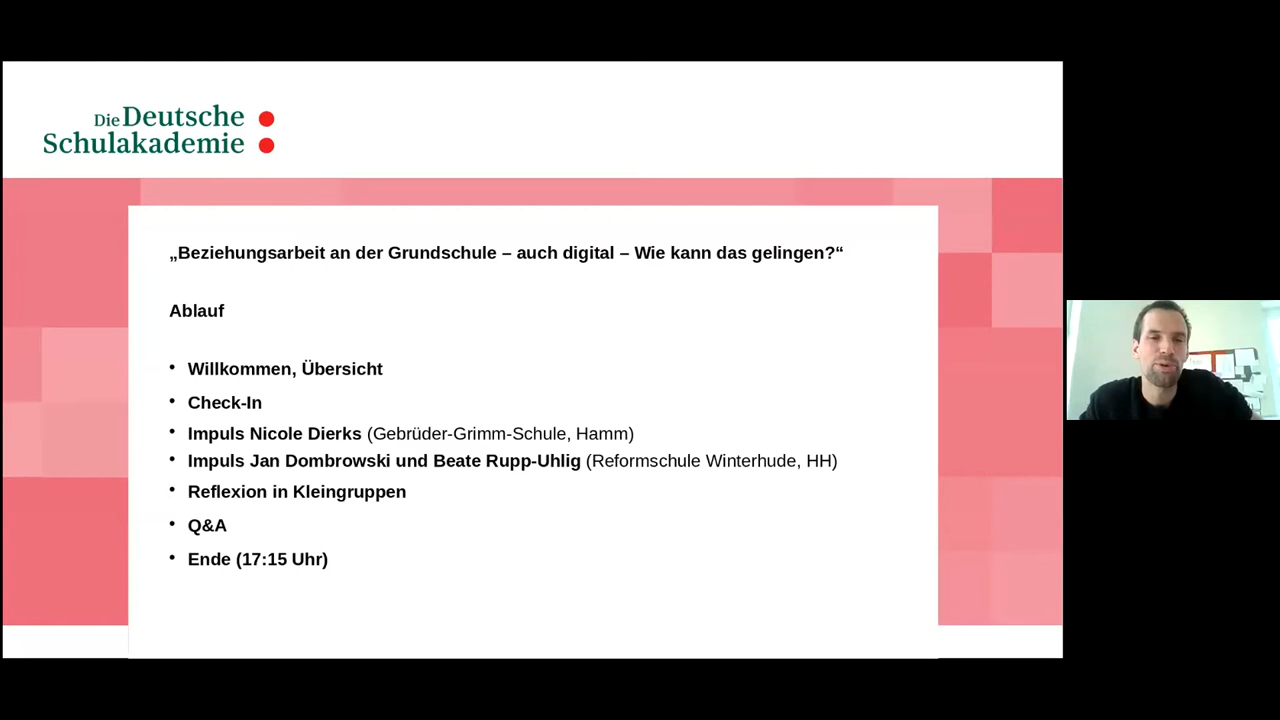 Die Deutsche
Schulakademie
„Beziehungsarbeit an der Grundschule – auch digital – Wie kann das gelingen?“
Ablauf
• Willkommen, Übersicht
• Check-In
• Impuls Nicole Dierks (Gebrüder-Grimm-Schule, Hamm)
• Impuls Jan Dombrowski und Beate Rupp-Uhlig (Reformschule Winterhude, HH)
• Reflexion in Kleingruppen
• Q&A
• Ende (17:15 Uhr)